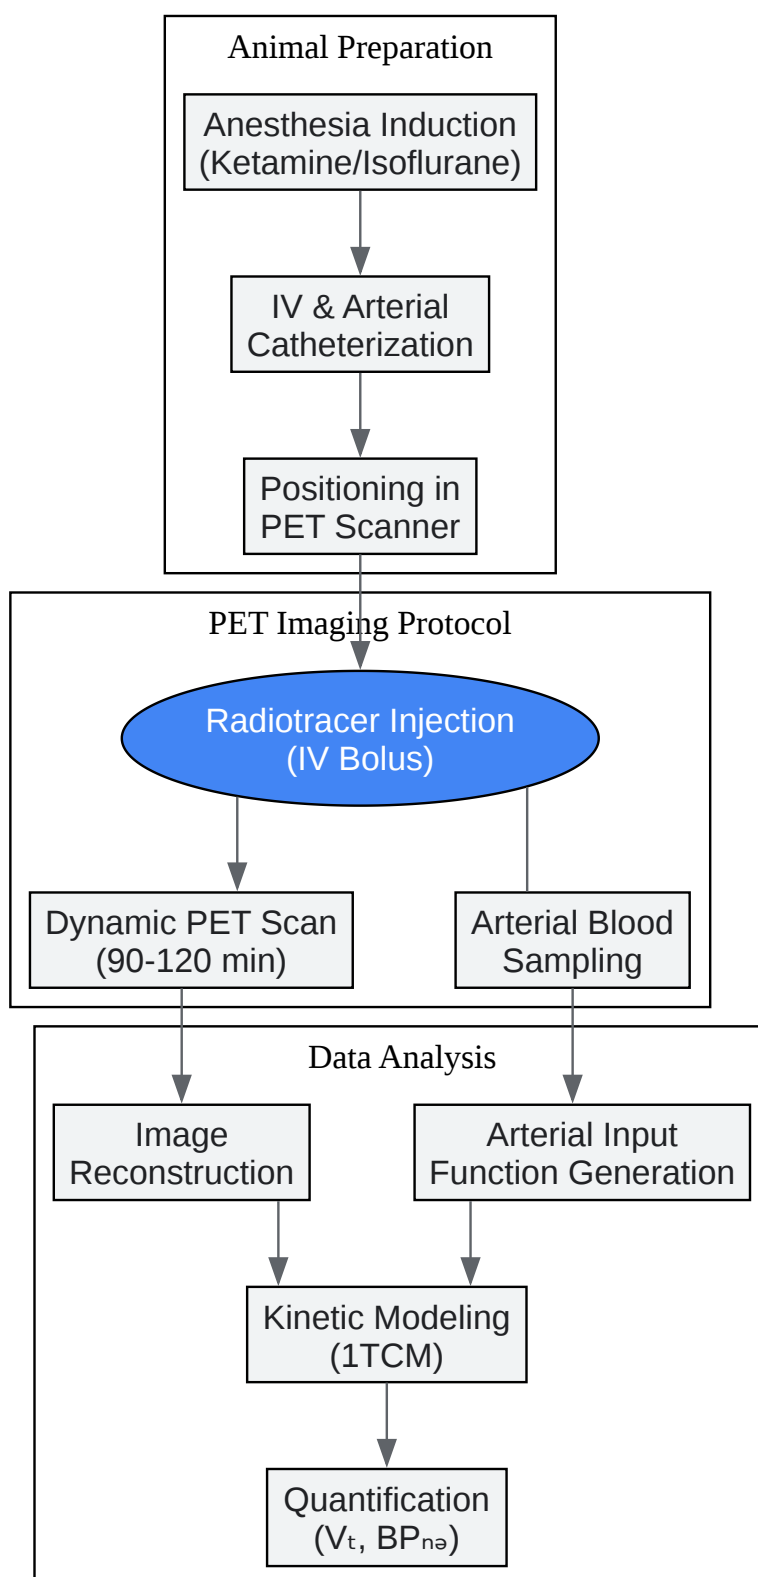 Animal Preparation
Anesthesia Induction
(Ketamine/Isoflurane)
IV & Arterial
Catheterization
Positioning in
PET Scanner
PET Imaging Protocol
Radiotracer Injection
(IV Bolus)
Dynamic PET Scan
(90-120 min)
Arterial Blood
Sampling
Data Analysis
Image
Reconstruction
Arterial Input
Function Generation
Kinetic Modeling
(1TCM)
Quantification
(Vₜ, BPₙₔ)